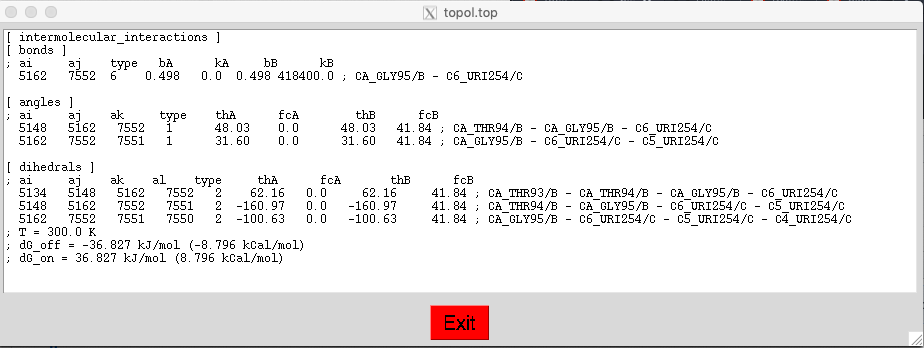 topol.top
[ intermolecular_interactions ]
[ bonds ]
; ai      aj    type    bA      kA      bB      kB
  5162    7552   6    0.498   0.0  0.498 418400.0 ; CA_GLY95/B - C6_URI254/C
[ angles ]
; ai     aj    ak     type    thA      fcA        thB      fcB
  5148   5162   7552   1     48.03    0.0      48.03   41.84 ; CA_THR94/B - CA_GLY95/B - C6_URI254/C
  5162   7552   7551   1     31.60    0.0      31.60   41.84 ; CA_GLY95/B - C6_URI254/C - C5_URI254/C
[ dihedrals ]
; ai     aj    ak    al    type     thA      fcA       thB      fcB
  5134   5148   5162   7552   2   62.16   0.0   62.16     41.84 ; CA_THR93/B - CA_THR94/B - CA_GLY95/B - C6_URI254/C
  5148   5162   7552   7551   2  -160.97   0.0  -160.97     41.84 ; CA_THR94/B - CA_GLY95/B - C6_URI254/C - C5_URI254/C
  5162   7552   7551   7550   2  -100.63   0.0  -100.63     41.84 ; CA_GLY95/B - C6_URI254/C - C5_URI254/C - C4_URI254/C
; T = 300.0 K
; dG_off = -36.827 kJ/mol (-8.796 kCal/mol)
; dG_on = 36.827 kJ/mol (8.796 kCal/mol)
Exit